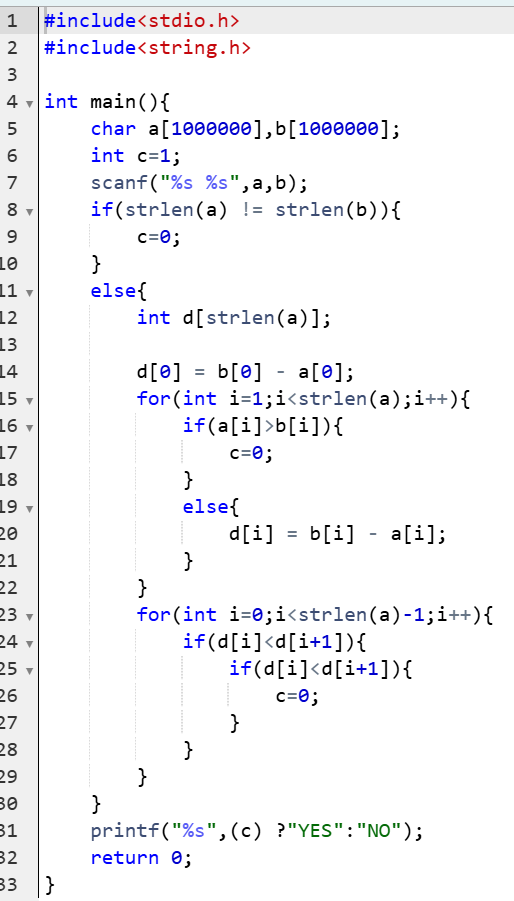 1 #include<stdio.h>
2 #include<string.h>
3
4 int main(){
5     char a[1000000],b[1000000];
6     int c=1;
7     scanf("%s %s",a,b);
8     if(strlen(a) != strlen(b)){
9         c=0;
10     }
11     else{
12         int d[strlen(a)];
13
14         d[0] = b[0] - a[0];
15         for(int i=1;i<strlen(a);i++){
16             if(a[i]>b[i]){
17                 c=0;
18             }
19             else{
20                 d[i] = b[i] - a[i];
21             }
22         }
23         for(int i=0;i<strlen(a)-1;i++){
24             if(d[i]<d[i+1]){
25                 if(d[i]<d[i+1]){
26                     c=0;
27                 }
28             }
29         }
30     }
31     printf("%s",(c) ?"YES":"NO");
32     return 0;
33 }